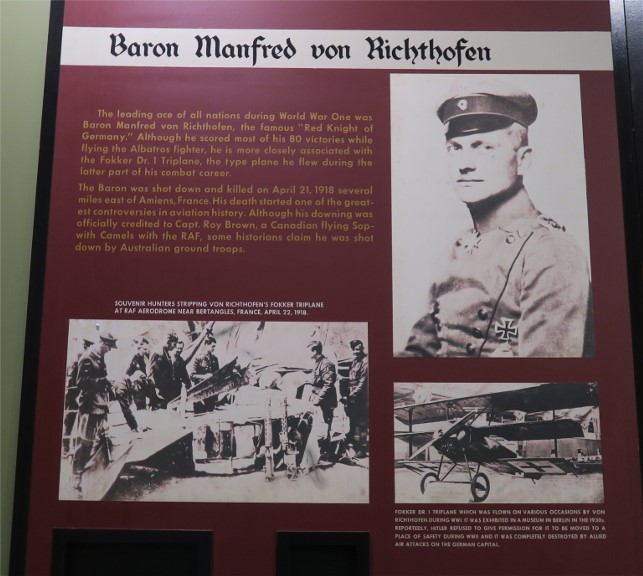 Baron Manfred von Richthofen
The leading ace of all nations during World War One was
Baron Manfred von Richthofen, the famous "Red Knight of
Germany." Although he scored most of his 80 victories while
flying the Albatros fighter, he is more closely associated with
the Fokker Dr. I Triplane, the type plane he flew during the
latter part of his combat career.
The Baron was shot down and killed on April 21, 1918 several
miles east of Amiens, France. His death started one of the great-
est controversies in aviation history. Although his downing was
officially credited to Capt. Roy Brown, a Canadian flying Sop-
with Camels with the RAF, some historians claim he was shot
down by Australian ground troops.
SOUVENIR HUNTERS STRIPPING VON RICHTHOFEN'S FOKKER TRIPLANE
AT RAF AERODROME NEAR BERTANGLES, FRANCE, APRIL 22, 1918.
FOKKER DR. I TRIPLANE WHICH WAS FLOWN ON VARIOUS OCCASIONS BY VON
RICHTHOFEN DURING WWI. IT WAS EXHIBITED IN A MUSEUM IN BERLIN IN THE 1930s.
REPORTEDLY, HITLER REFUSED TO GIVE PERMISSION FOR IT TO BE MOVED TO A
PLACE OF SAFETY DURING WWII AND IT WAS COMPLETELY DESTROYED BY ALLIED
AIR ATTACKS ON THE GERMAN CAPITAL.